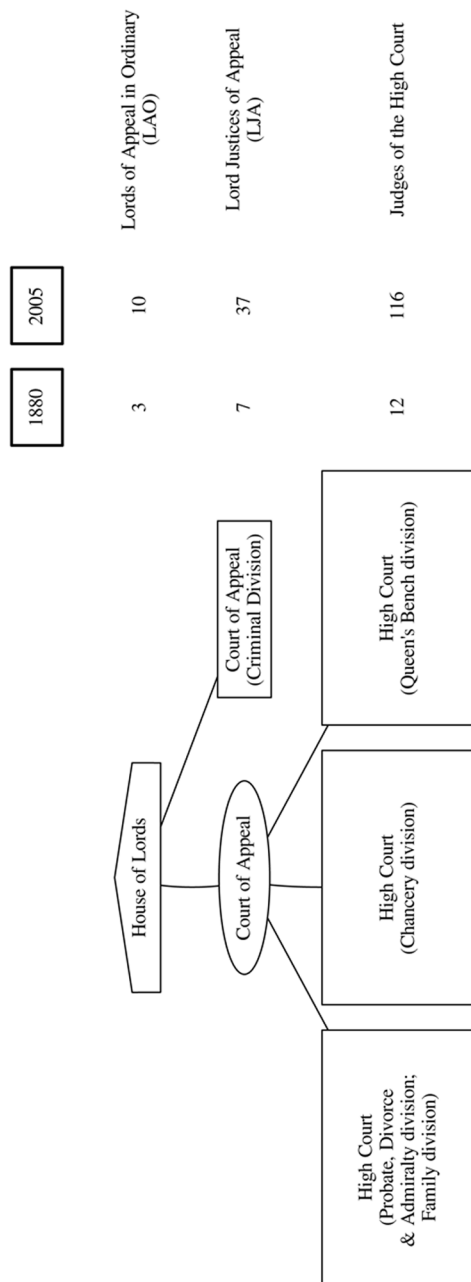 1880
2005
House of Lords
3
10
Lords of Appeal in Ordinary
(LAO)
Court of Appeal
Court of Appeal
(Criminal Division)
7
37
Lord Justices of Appeal
(LJA)
High Court
(Probate, Divorce
& Admiralty division;
Family division)
High Court
(Chancery division)
High Court
(Queen's Bench division)
12
116
Judges of the High Court